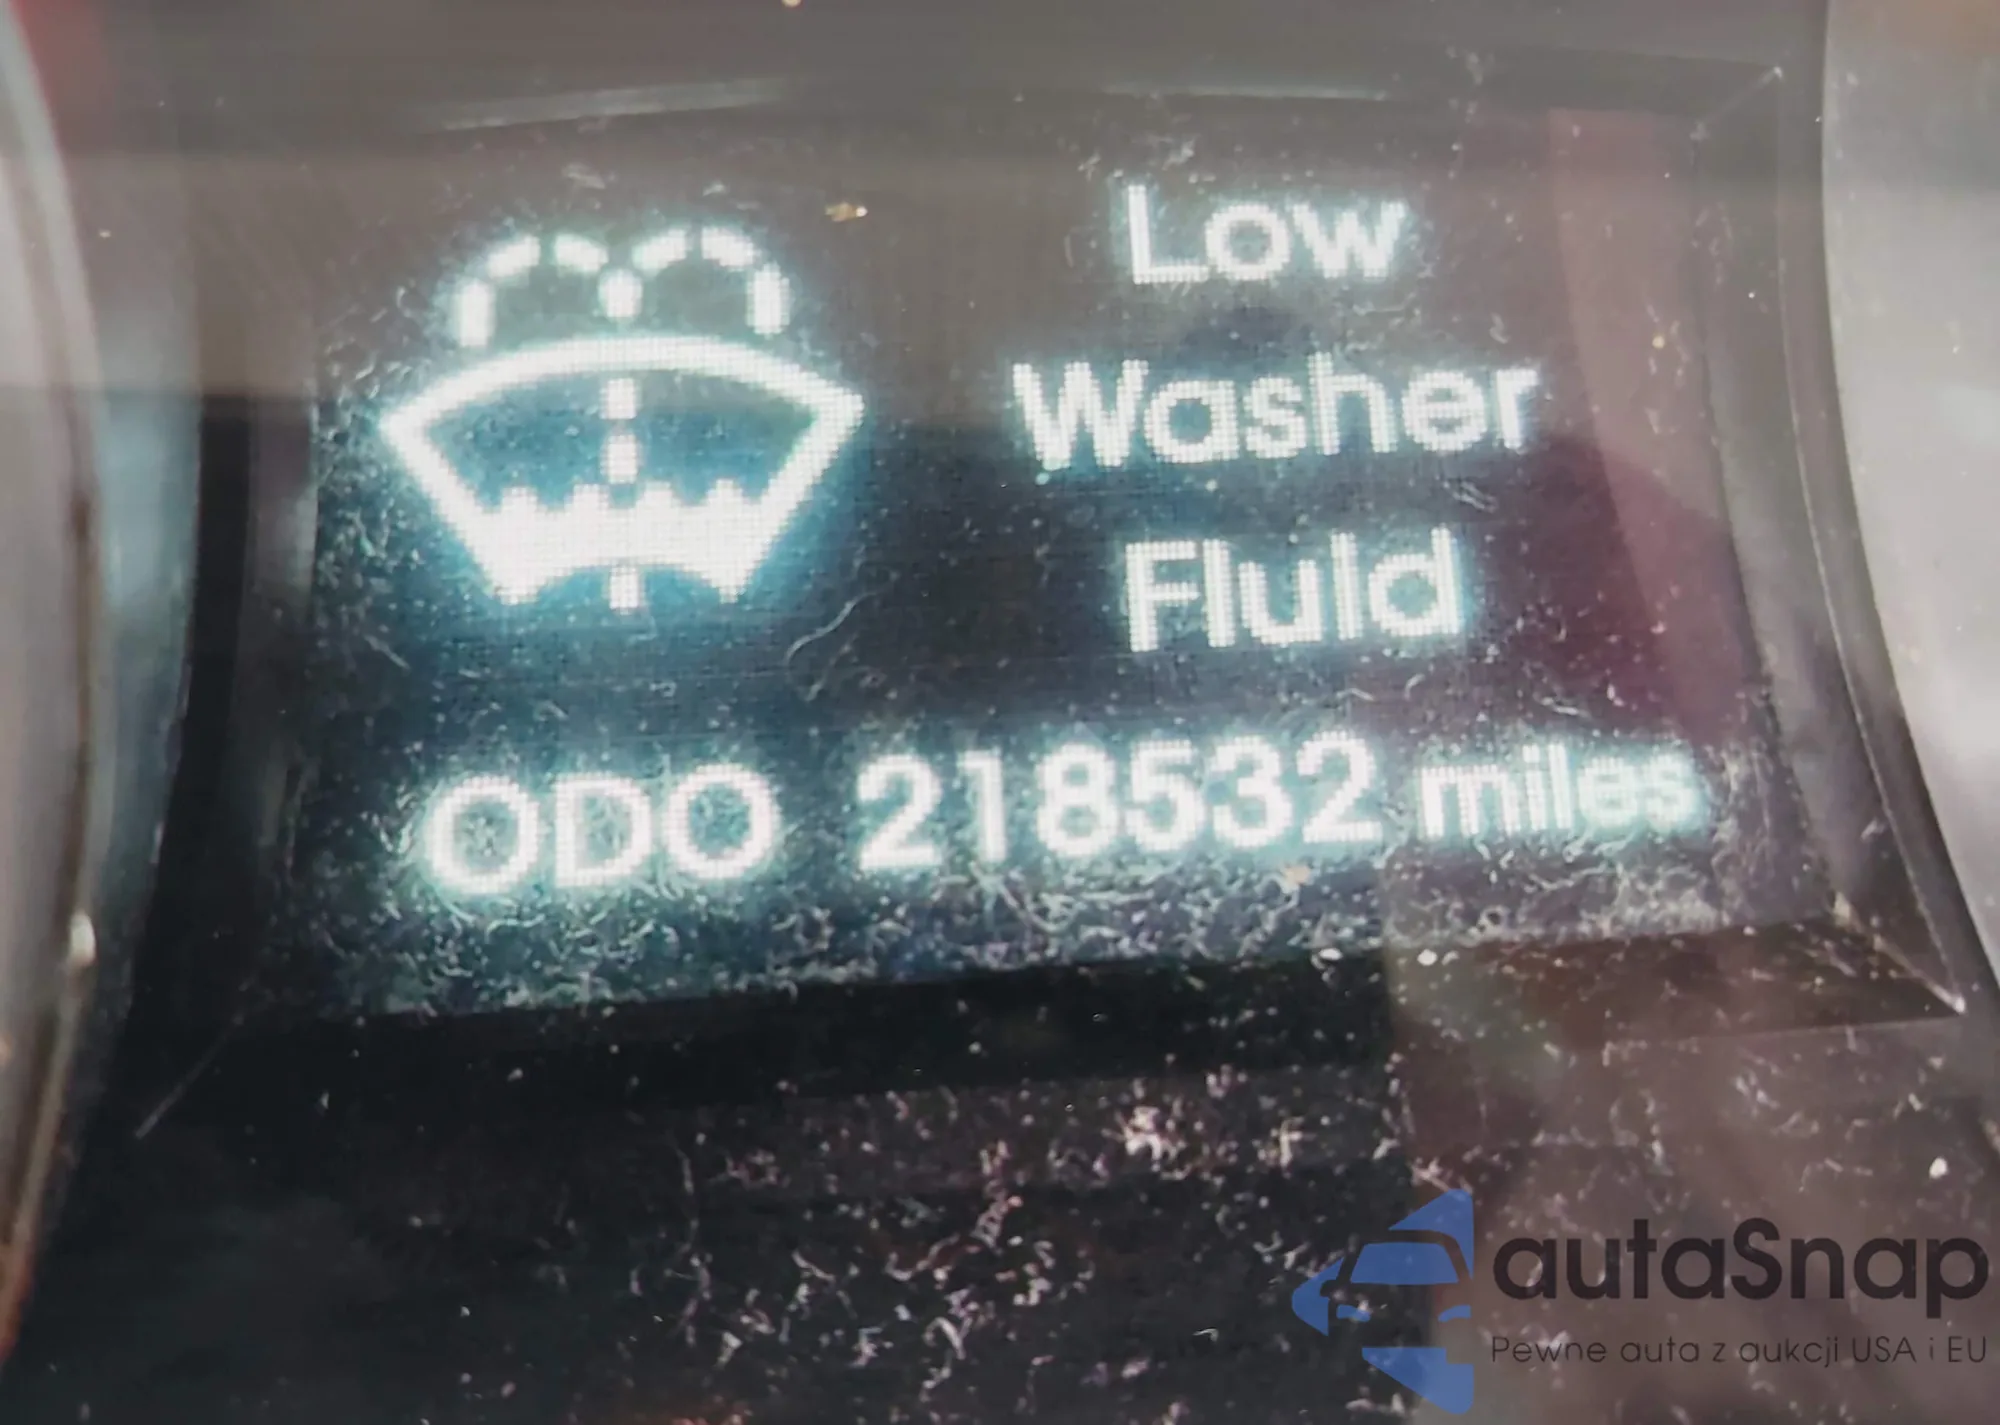 Low
Washer
Fluid
ODO 218532 miles
autaSnap
Pewne auta z aukcji USA i EU